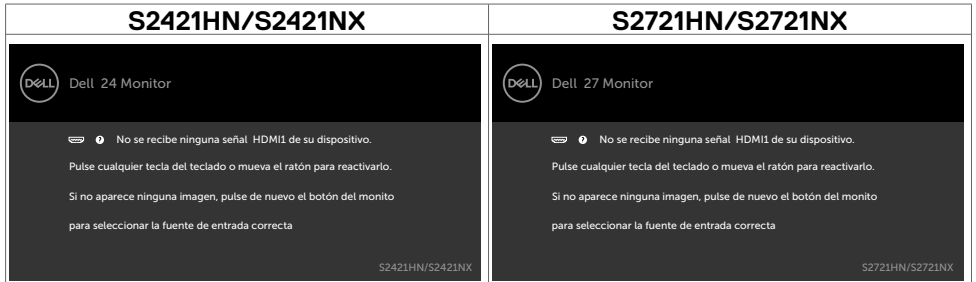 S2421HN/S2421NX
S2721HN/S2721NX
DELL Dell 24 Monitor
No se recibe ninguna señal HDMI1 de su dispositivo.
Pulse cualquier tecla del teclado o mueva el ratón para reactivarlo.
Si no aparece ninguna imagen, pulse de nuevo el botón del monito
para seleccionar la fuente de entrada correcta
S2421HN/S2421NX
DELL Dell 27 Monitor
No se recibe ninguna señal HDMI1 de su dispositivo.
Pulse cualquier tecla del teclado o mueva el ratón para reactivarlo.
Si no aparece ninguna imagen, pulse de nuevo el botón del monito
para seleccionar la fuente de entrada correcta
S2721HN/S2721NX